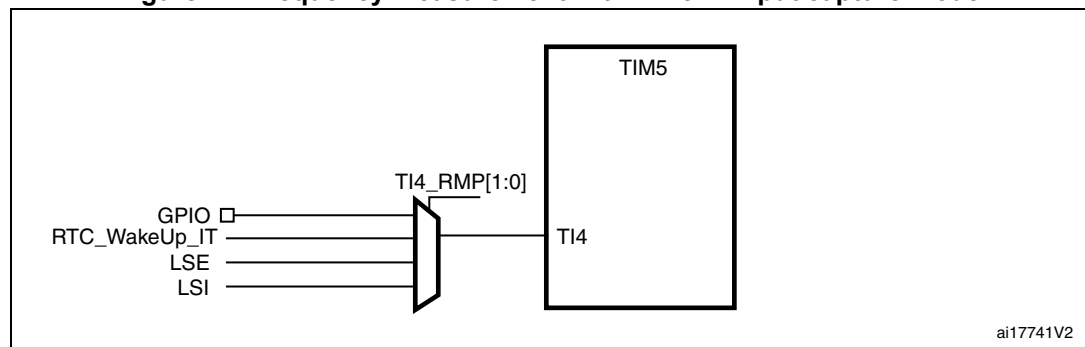 TIM5
TI4_RMP[1:0]
GPIO
RTC_WakeUp_IT
TI4
LSE
LSI
ai17741V2